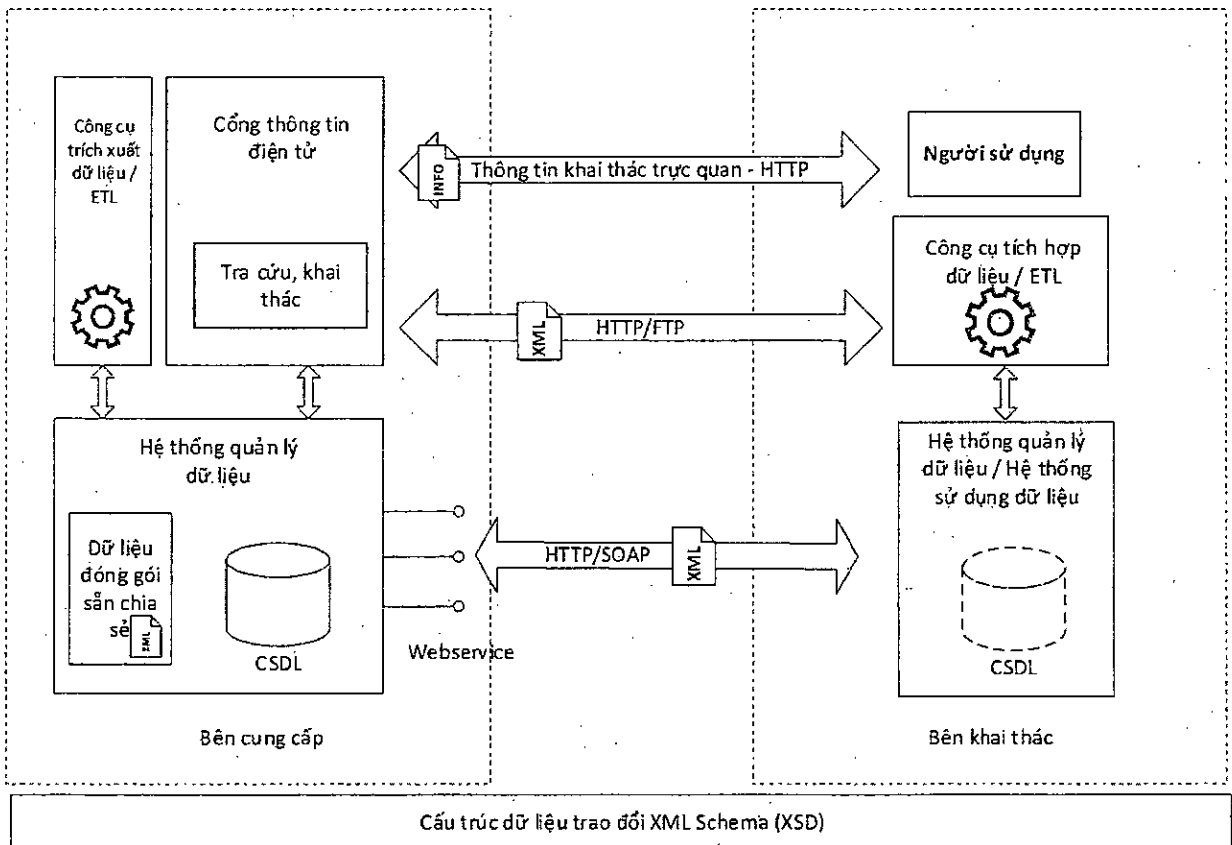 Công cụ
trích xuất
dữ liệu /
ETL
Cổng thông tin
điện tử
Tra cứu, khai
thác
INFO
Thông tin khai thác trực quan - HTTP
Người sử dụng
Công cụ tích hợp
dữ liệu / ETL
XML
HTTP/FTP
Hệ thống quản lý
dữ liệu
Dữ liệu
đóng gói
sẵn chia
sẻ
XML
CSDL
Webservice
HTTP/SOAP
XML
Hệ thống quản lý
dữ liệu / Hệ thống
sử dụng dữ liệu
CSDL
Bên cung cấp
Bên khai thác
Cấu trúc dữ liệu trao đổi XML Schema (XSD)